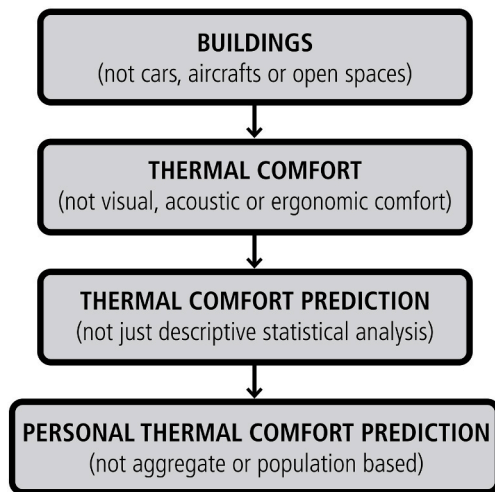 BUILDINGS
(not cars, aircrafts or open spaces)
THERMAL COMFORT
(not visual, acoustic or ergonomic comfort)
THERMAL COMFORT PREDICTION
(not just descriptive statistical analysis)
PERSONAL THERMAL COMFORT PREDICTION
(not aggregate or population based)